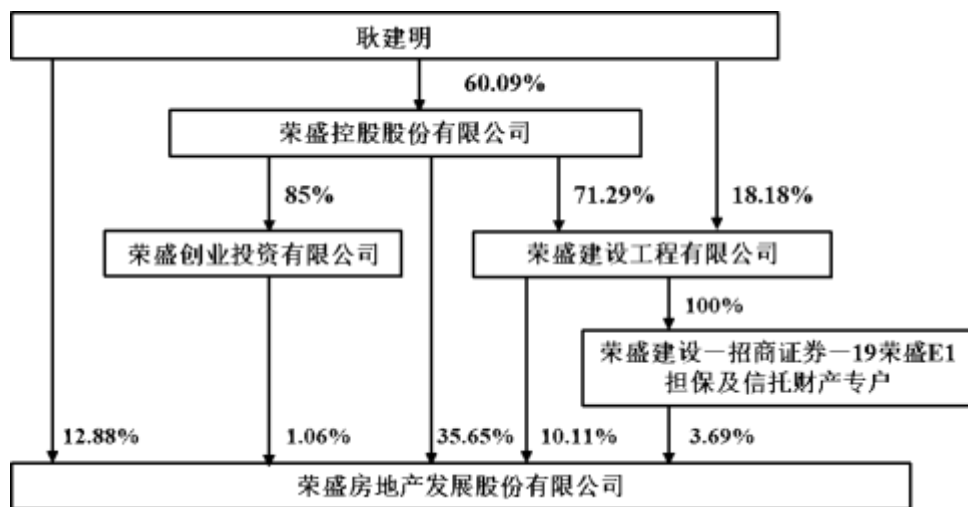 耿建明
60.09%
荣盛控股股份有限公司
85%
71.29%
18.18%
荣盛创业投资有限公司
荣盛建设工程有限公司
100%
荣盛建设－招商证券－19荣盛E1
担保及信托财产专户
12.88%
1.06%
35.65%
10.11%
3.69%
荣盛房地产发展股份有限公司